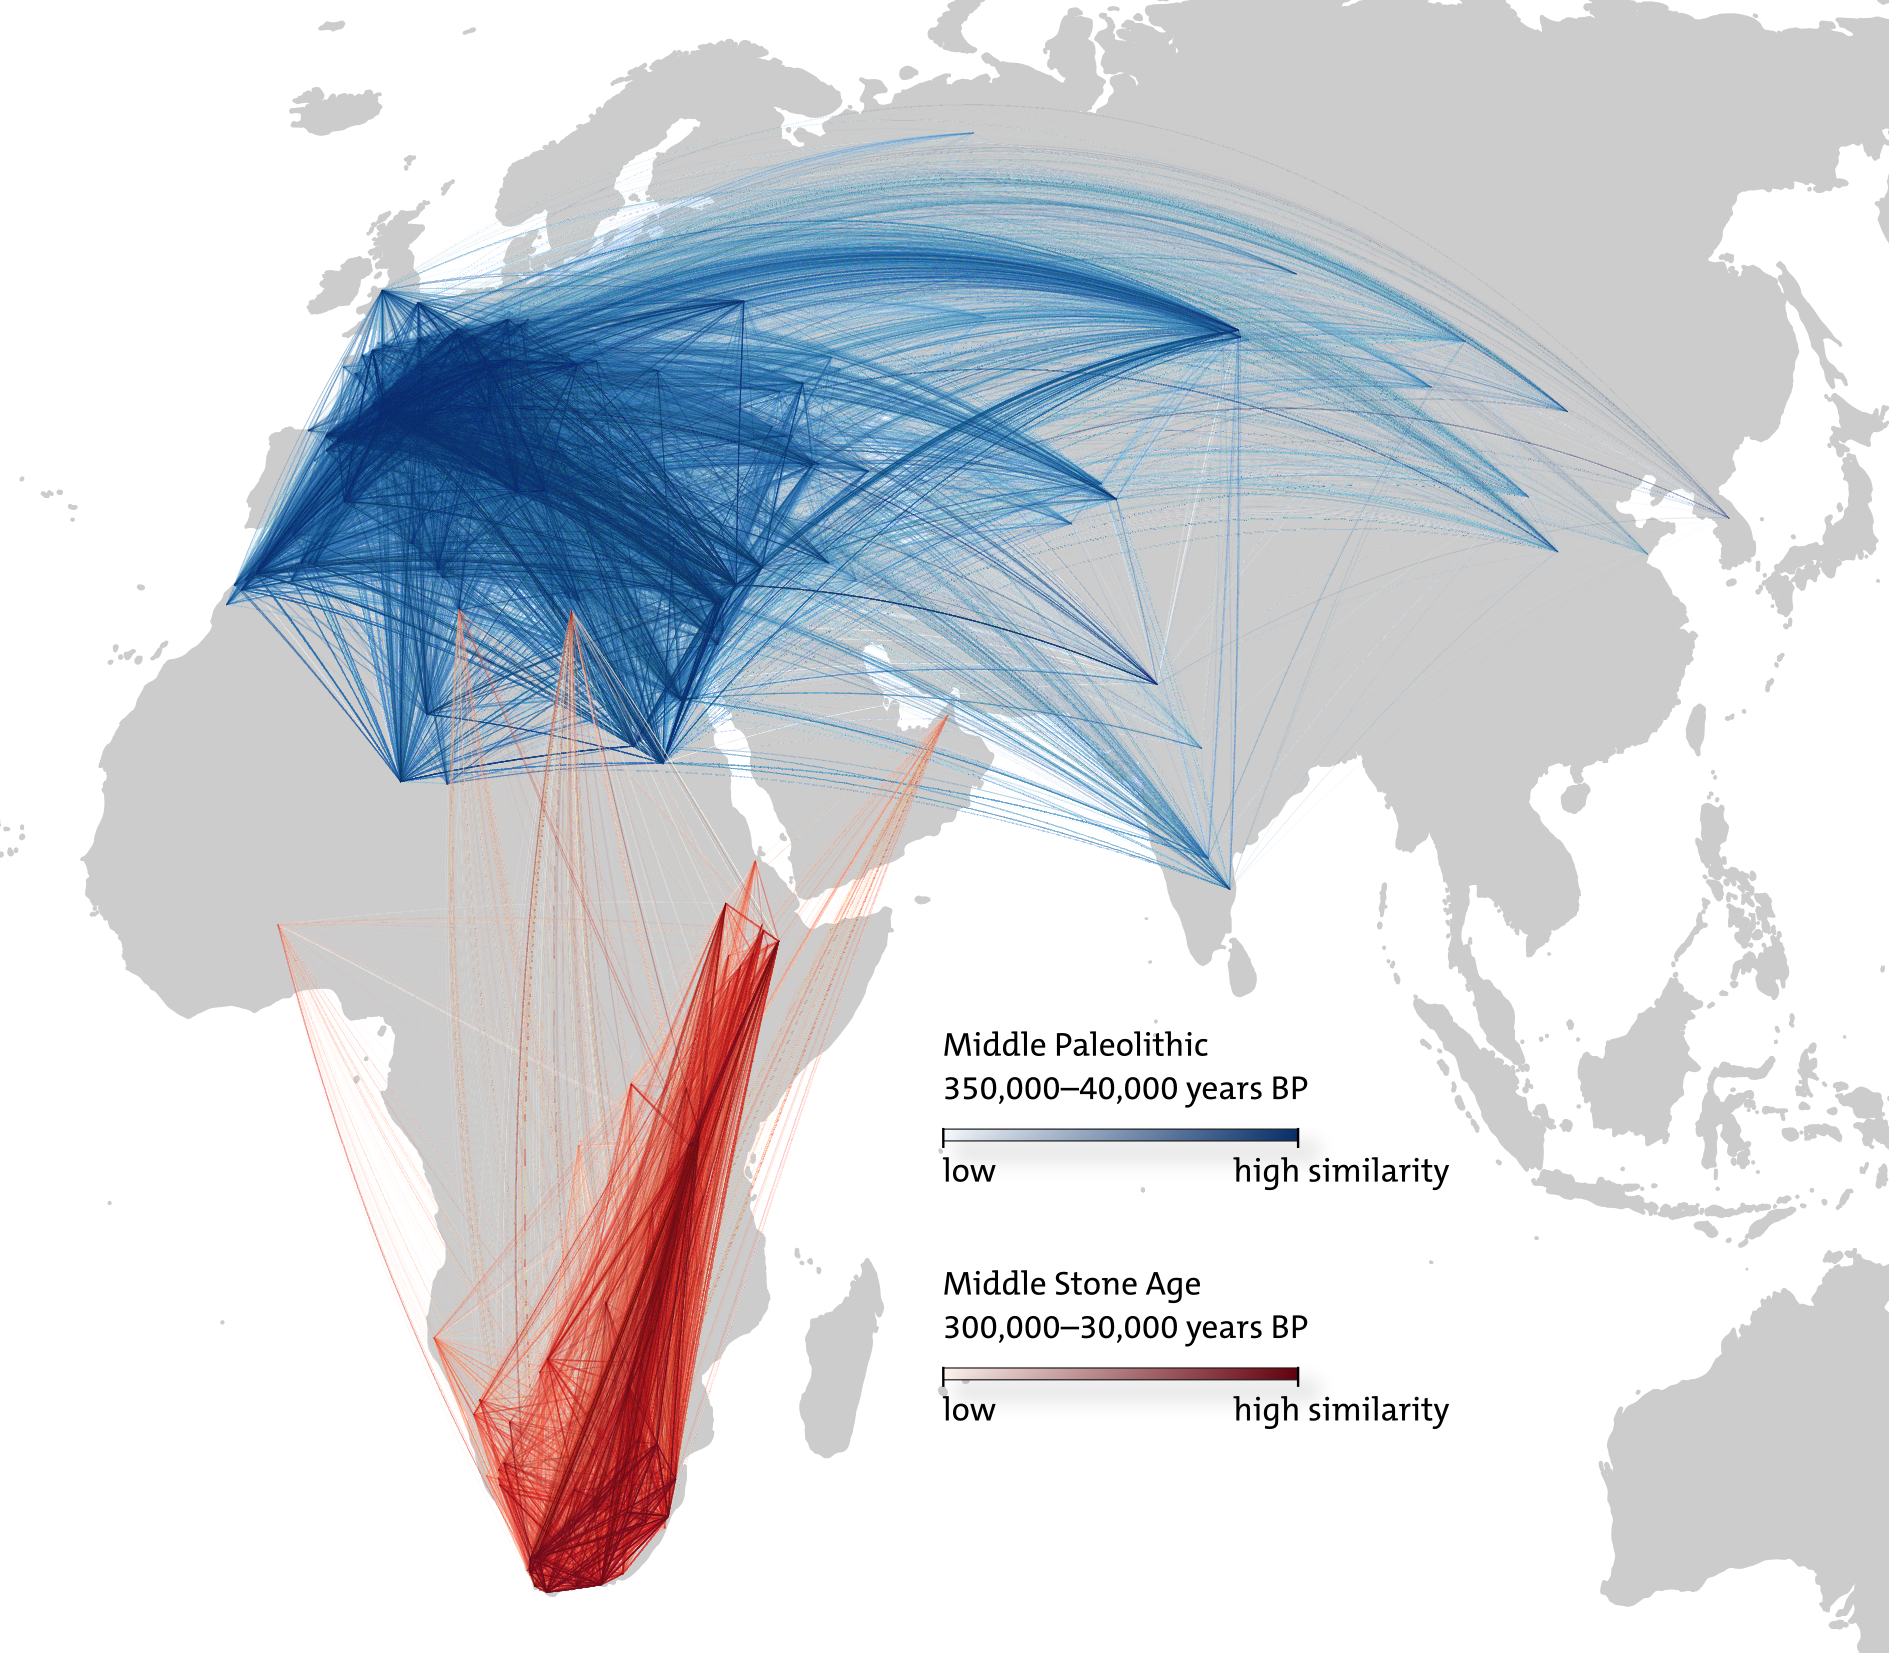 Middle Paleolithic
350,000–40,000 years BP
low high similarity
Middle Stone Age
300,000–30,000 years BP
low high similarity